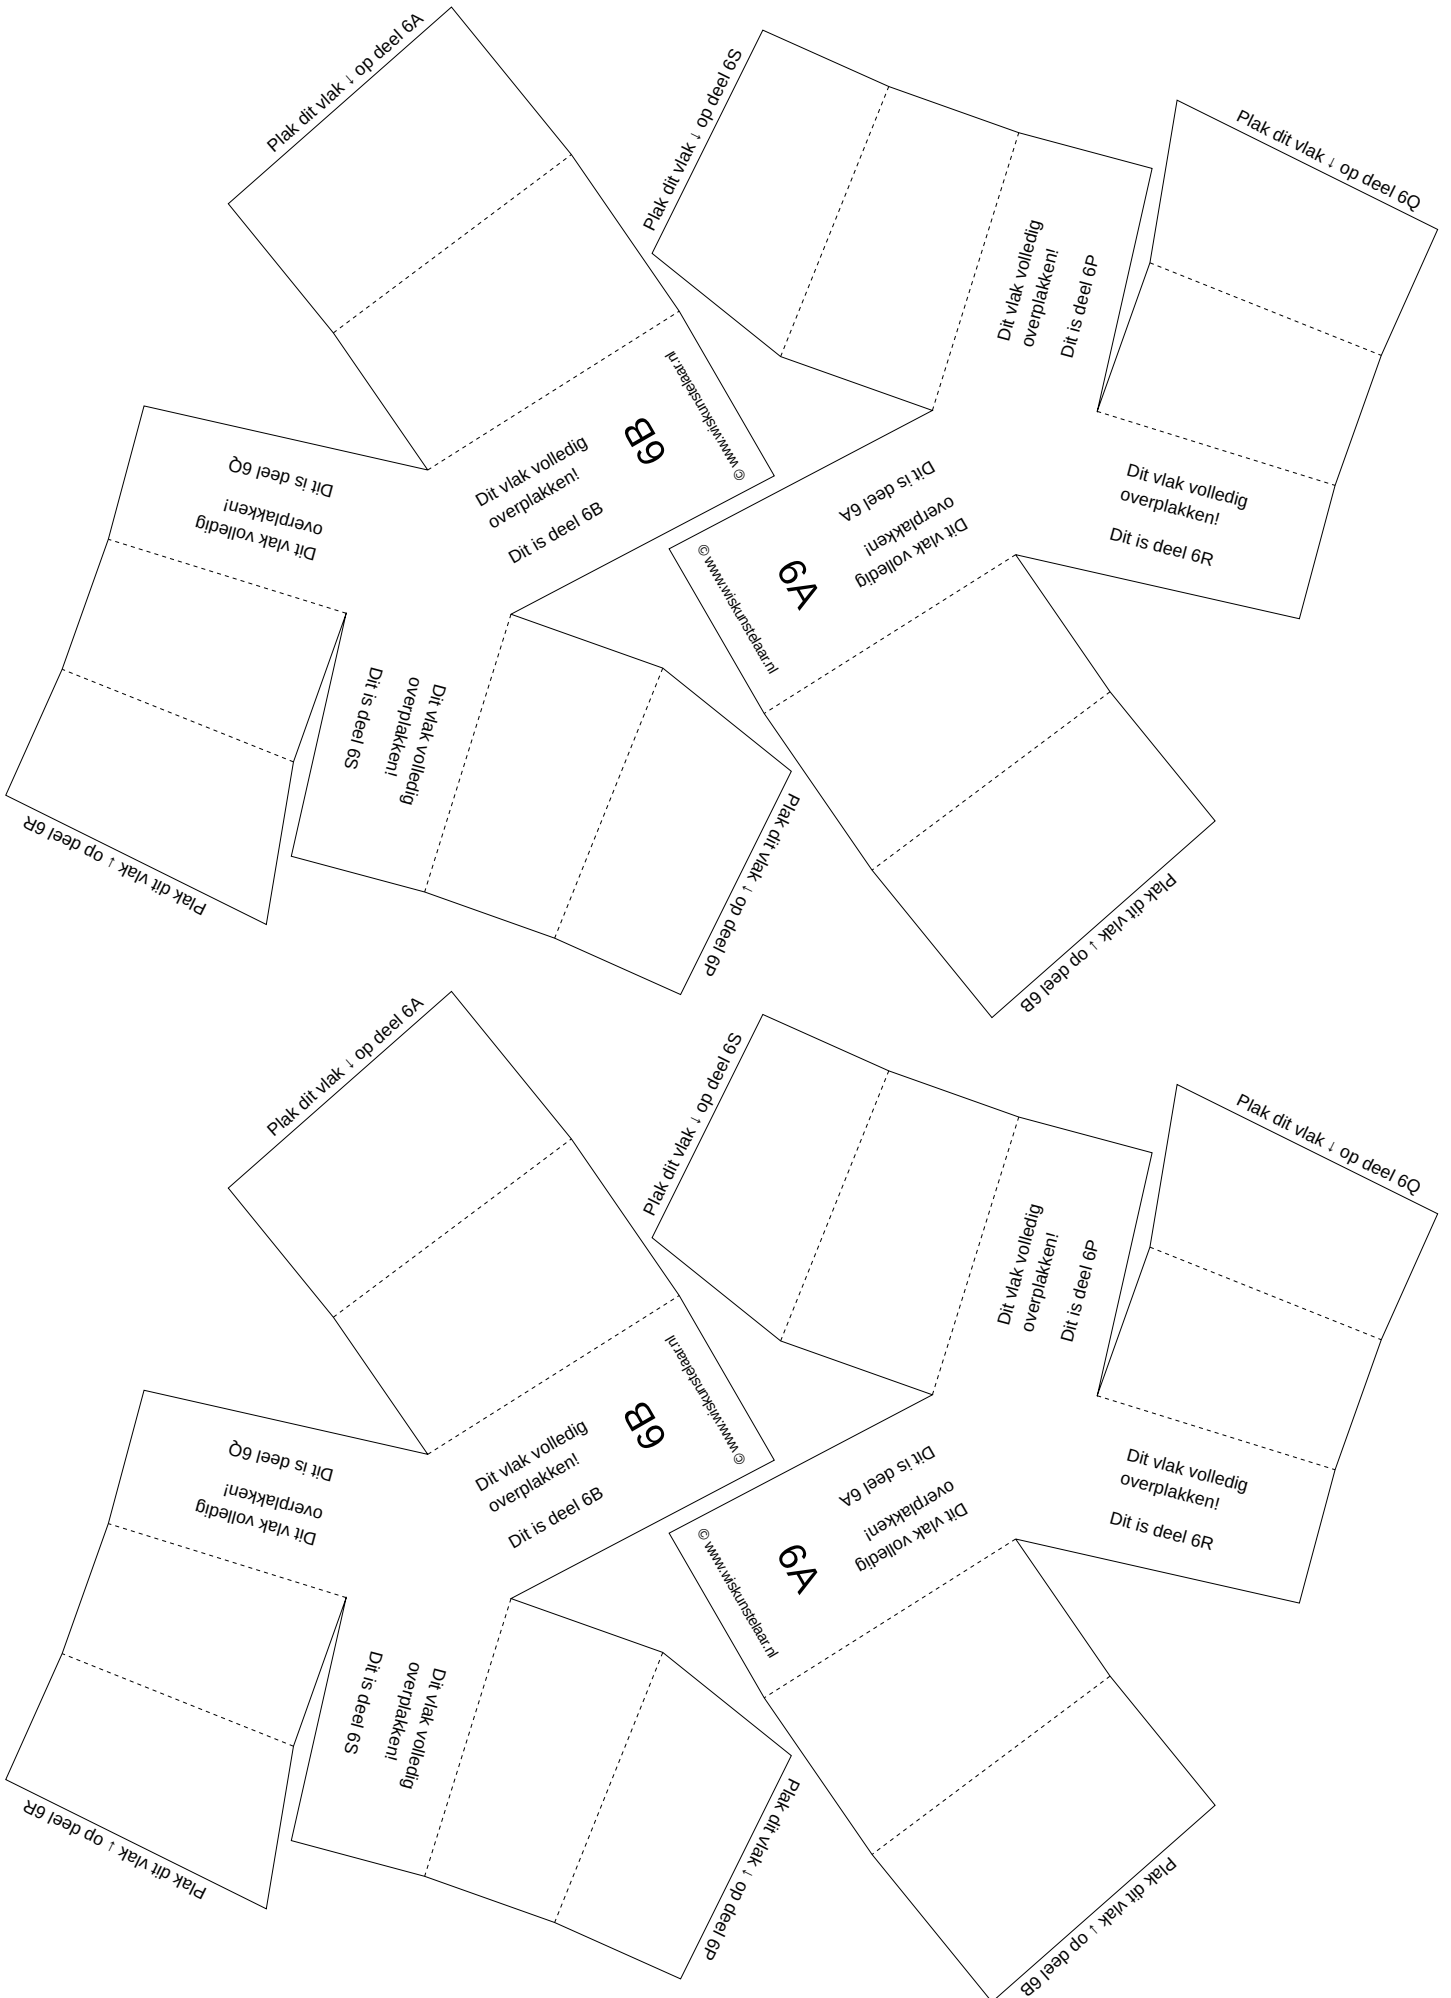 Plak dit vlak ↓ op deel 6A
Plak dit vlak ↓ op deel 6S
Plak dit vlak ↓ op deel 6Q
Dit vlak volledig
overplakken!
Dit is deel 6P
© www.wiskunstelaar.nl
6B
Dit vlak volledig
overplakken!
Dit is deel 6B
Dit vlak volledig
overplakken!
Dit is deel 6Q
Dit vlak volledig
overplakken!
Dit is deel 6A
6A
© www.wiskunstelaar.nl
Dit vlak volledig
overplakken!
Dit is deel 6R
Dit vlak volledig
overplakken!
Dit is deel 6S
Plak dit vlak ↓ op deel 6R
Plak dit vlak ↓ op deel 6P
Plak dit vlak ↓ op deel 6B
Plak dit vlak ↓ op deel 6A
Plak dit vlak ↓ op deel 6S
Plak dit vlak ↓ op deel 6Q
Dit vlak volledig
overplakken!
Dit is deel 6P
© www.wiskunstelaar.nl
6B
Dit vlak volledig
overplakken!
Dit is deel 6B
Dit vlak volledig
overplakken!
Dit is deel 6Q
Dit vlak volledig
overplakken!
Dit is deel 6A
6A
© www.wiskunstelaar.nl
Dit vlak volledig
overplakken!
Dit is deel 6R
Dit vlak volledig
overplakken!
Dit is deel 6S
Plak dit vlak ↓ op deel 6R
Plak dit vlak ↓ op deel 6P
Plak dit vlak ↓ op deel 6B